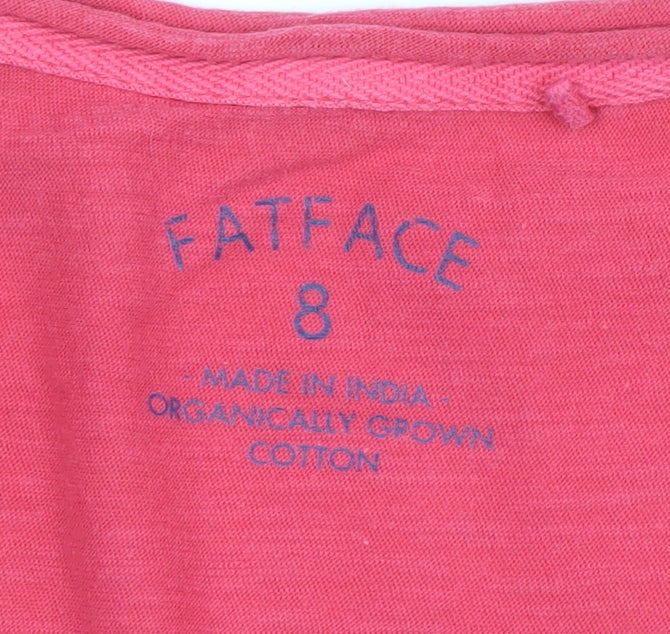 FATFACE
8
- MADE IN INDIA -
ORGANICALLY GROWN
COTTON